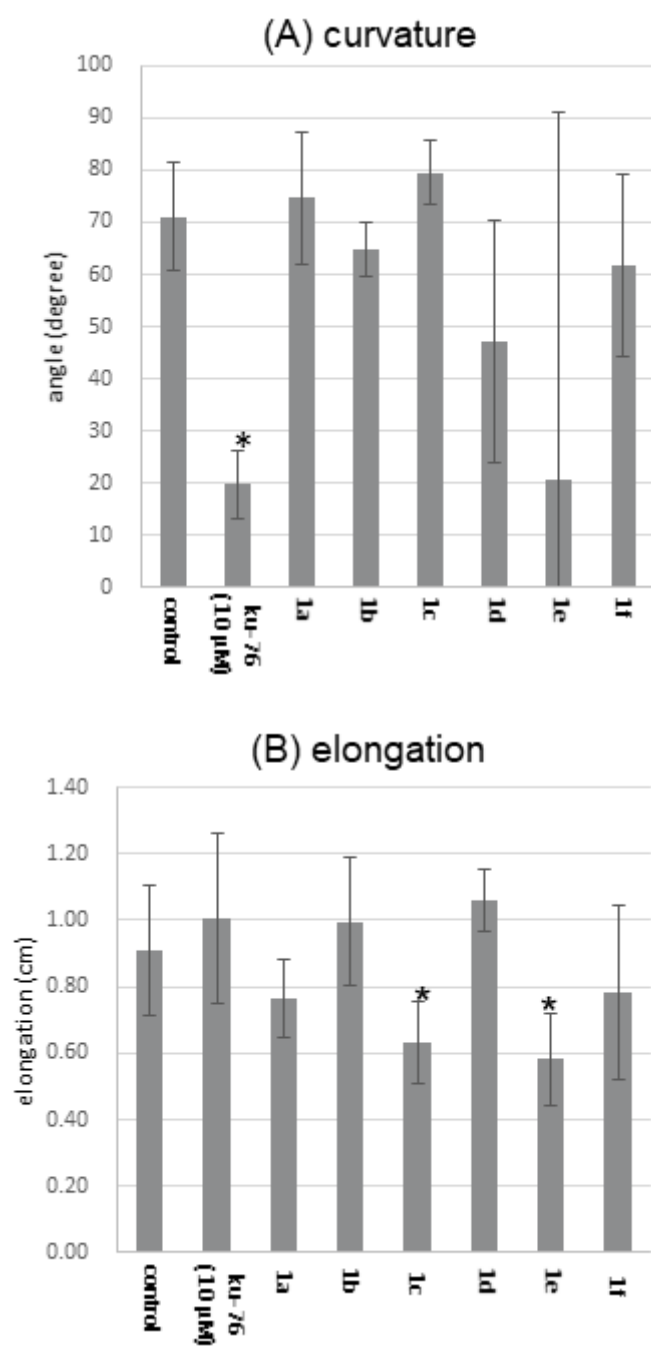 (A) curvature
100
90
80
70
60
50
40
30
20
10
0
angle (degree)
*
control
ku-76
(10 μM)
1a
1b
1c
1d
1e
1f
(B) elongation
1.40
1.20
1.00
0.80
0.60
0.40
0.20
0.00
elongation (cm)
*
*
control
ku-76
(10 μM)
1a
1b
1c
1d
1e
1f